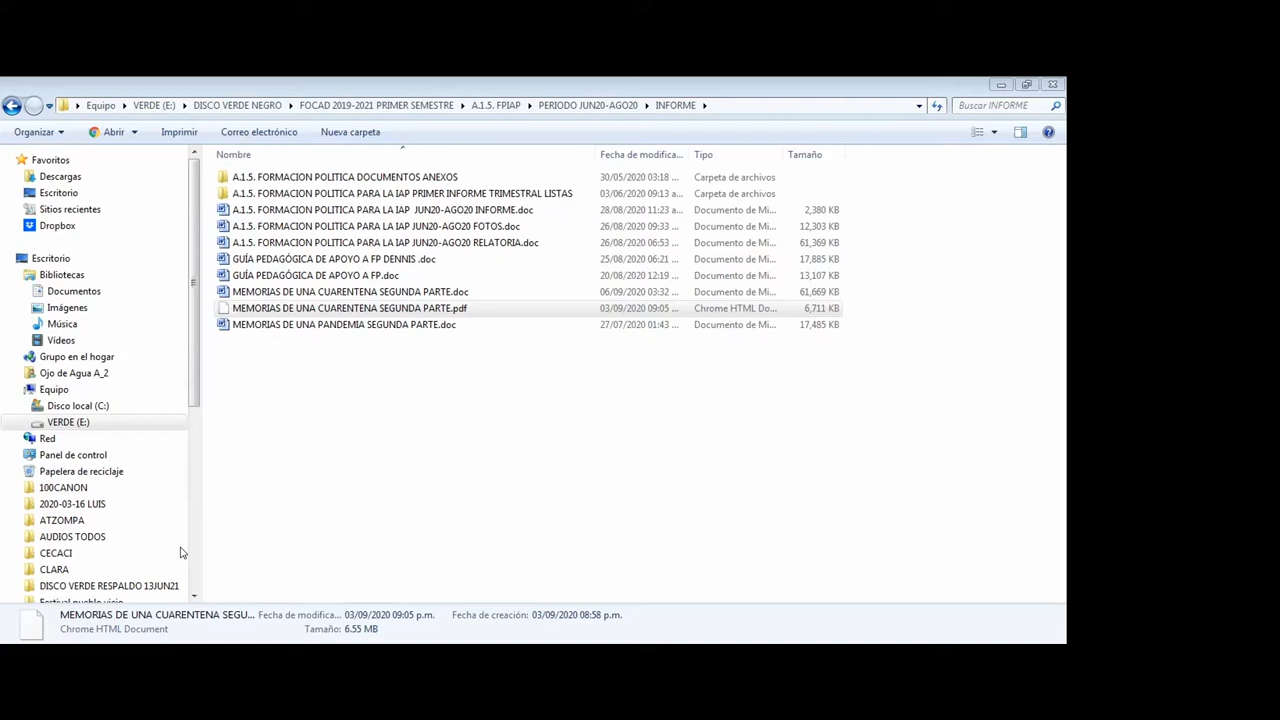 Equipo VERDE (E:) DISCO VERDE NEGRO FOCAD 2019-2021 PRIMER SEMESTRE A.1.5. FPIAP PERIODO JUN20-AGO20 INFORME Buscar INFORME
Organizar Abrir Imprimir Correo electrónico Nueva carpeta
Nombre Fecha de modifica... Tipo Tamaño
A.1.5. FORMACION POLITICA DOCUMENTOS ANEXOS 30/05/2020 03:18 ... Carpeta de archivos
A.1.5. FORMACION POLITICA PARA LA IAP PRIMER INFORME TRIMESTRAL LISTAS 03/06/2020 09:13 a... Carpeta de archivos
A.1.5. FORMACION POLITICA PARA LA IAP JUN20-AGO20 INFORME.doc 28/08/2020 11:23 a... Documento de Mi... 2,380 KB
A.1.5. FORMACION POLITICA PARA LA IAP JUN20-AGO20 FOTOS.doc 26/08/2020 09:33 ... Documento de Mi... 12,303 KB
A.1.5. FORMACION POLITICA PARA LA IAP JUN20-AGO20 RELATORIA.doc 26/08/2020 06:53 ... Documento de Mi... 61,369 KB
GUÍA PEDAGÓGICA DE APOYO A FP DENNIS .doc 25/08/2020 06:21 ... Documento de Mi... 17,885 KB
GUÍA PEDAGÓGICA DE APOYO A FP.doc 20/08/2020 12:19 ... Documento de Mi... 13,107 KB
MEMORIAS DE UNA CUARENTENA SEGUNDA PARTE.doc 06/09/2020 03:32 ... Documento de Mi... 61,669 KB
MEMORIAS DE UNA CUARENTENA SEGUNDA PARTE.pdf 03/09/2020 09:05 ... Chrome HTML Do... 6,711 KB
MEMORIAS DE UNA PANDEMIA SEGUNDA PARTE.doc 27/07/2020 01:43 ... Documento de Mi... 17,485 KB
Favoritos
Descargas
Escritorio
Sitios recientes
Dropbox
Escritorio
Bibliotecas
Documentos
Imágenes
Música
Vídeos
Grupo en el hogar
Ojo de Agua A_2
Equipo
Disco local (C:)
VERDE (E:)
Red
Panel de control
Papelera de reciclaje
100CANON
2020-03-16 LUIS
ATZOMPA
AUDIOS TODOS
CECACI
CLARA
DISCO VERDE RESPALDO 13JUN21
Festival pueblo viejo
MEMORIAS DE UNA CUARENTENA SEGU... Fecha de modifica... 03/09/2020 09:05 p.m. Fecha de creación: 03/09/2020 08:58 p.m.
Chrome HTML Document Tamaño: 6.55 MB